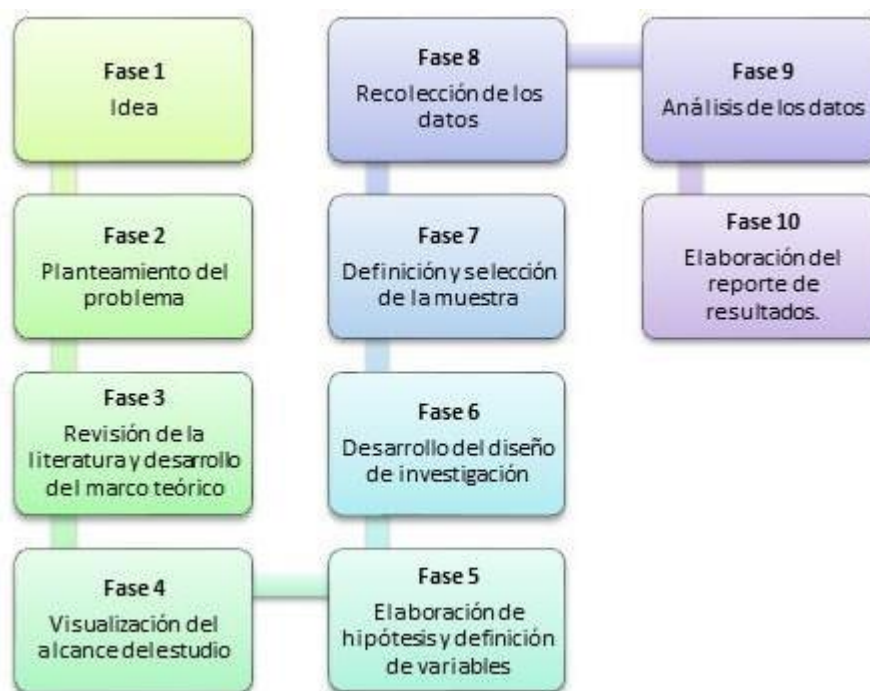 Fase 1
Idea
Fase 2
Planteamiento del
problema
Fase 3
Revisión de la
literatura y desarrollo
del marco teórico
Fase 4
Visualización del
alcance del estudio
Fase 5
Elaboración de
hipótesis y definición
de variables
Fase 6
Desarrollo del diseño
de investigación
Fase 7
Definición y selección
de la muestra
Fase 8
Recolección de los
datos
Fase 9
Análisis de los datos
Fase 10
Elaboración del
reporte de
resultados.